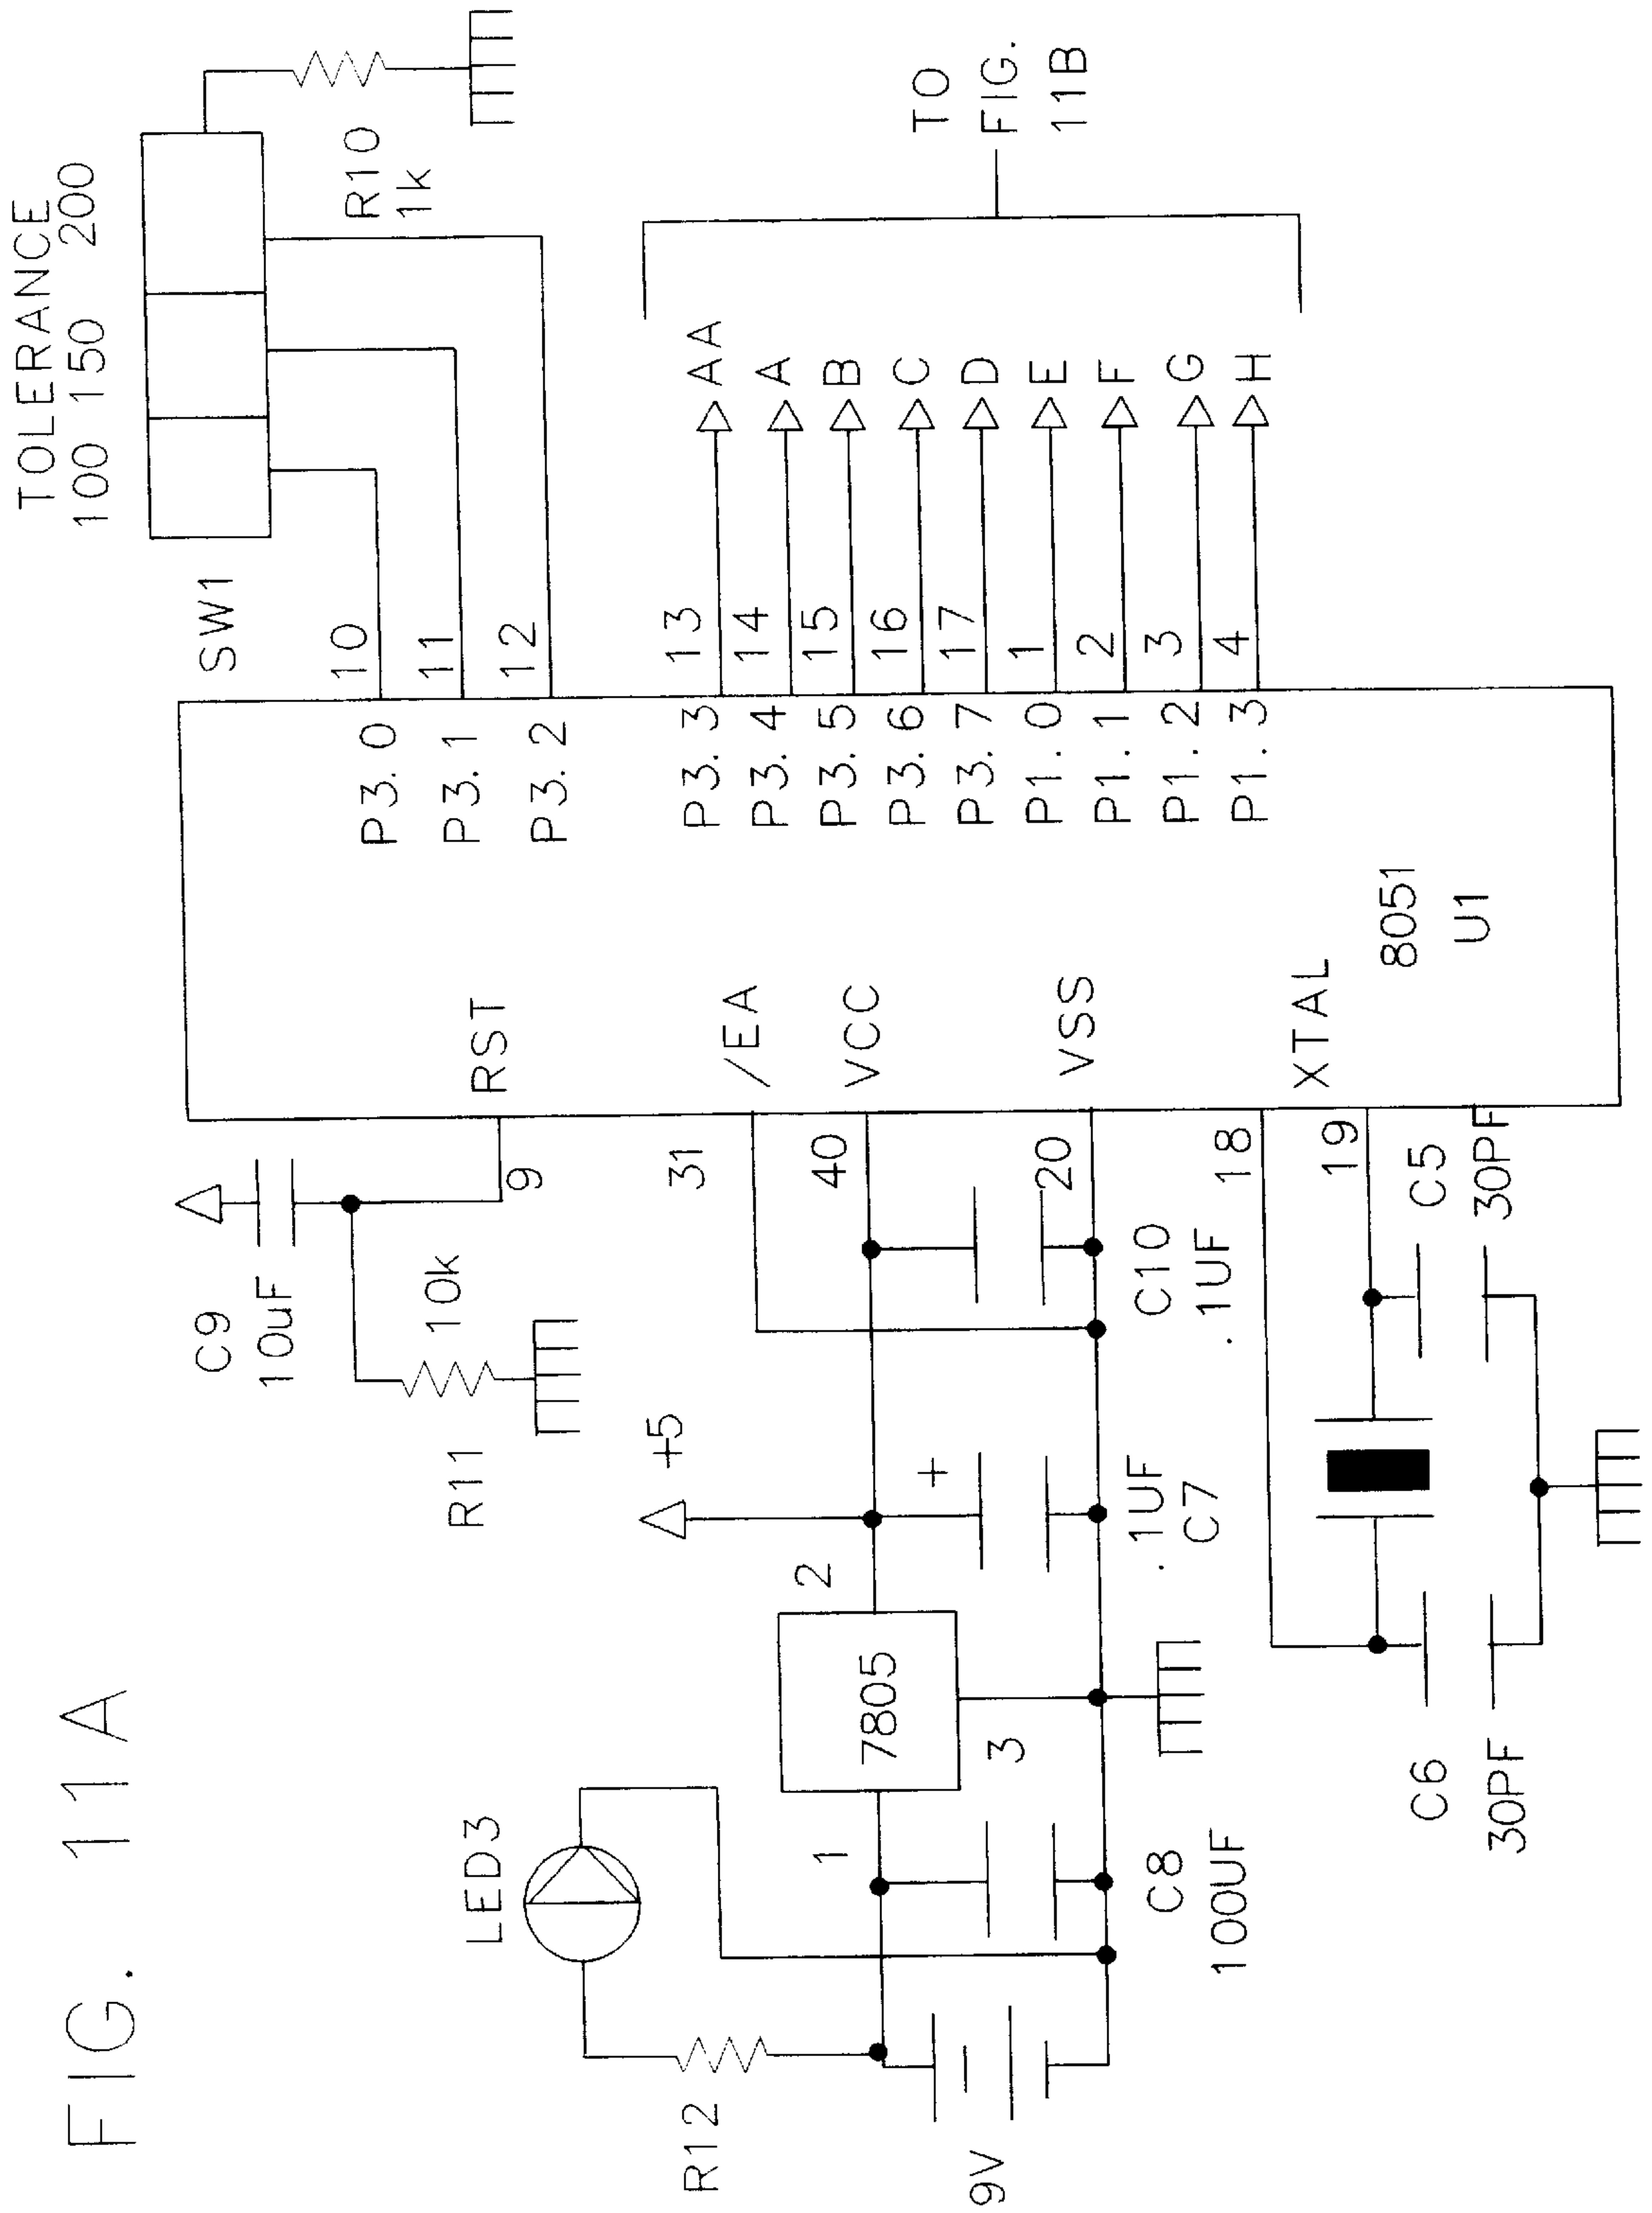 FIG. 11A
TOLERANCE
100 150 200
SW1
R10
1k
C9
10uF
R11
10k
9
RST
10
P3.0
11
P3.1
12
P3.2
LED3
R12
+5
31
/EA
13
P3.3
AA
14
P3.4
A
15
P3.5
B
16
P3.6
C
17
P3.7
D
1
P1.0
E
2
P1.1
F
3
P1.2
G
4
P1.3
H
TO
FIG.
11B
9V
1
7805
2
3
40
VCC
20
VSS
C8
100UF
.1UF
C7
C10
.1UF
18
19
XTAL
8051
U1
C6
30PF
C5
30PF